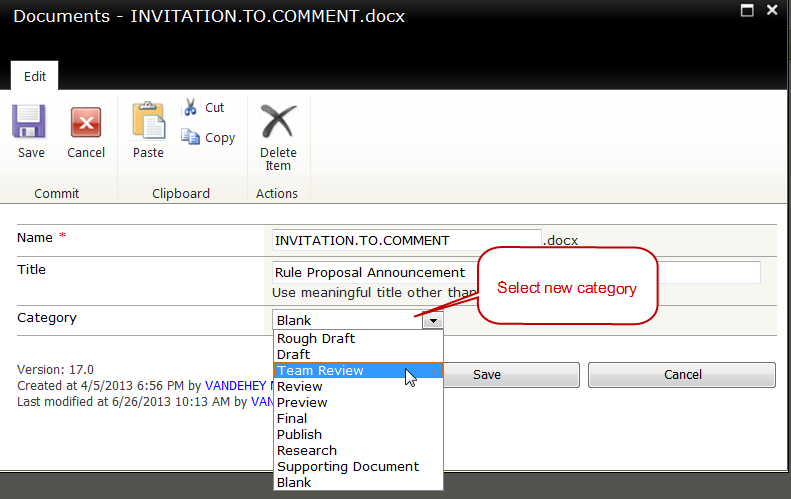 Documents - INVITATION.TO.COMMENT.docx
Edit
Save
Cancel
Paste
Cut
Copy
Delete
Item
Commit
Clipboard
Actions
Name *
INVITATION.TO.COMMENT .docx
Title
Rule Proposal Announcement
Use meaningful title other than
Select new category
Category
Blank
Rough Draft
Draft
Team Review
Review
Preview
Final
Publish
Research
Supporting Document
Blank
Version: 17.0
Created at 4/5/2013 6:56 PM by VANDEHEY
Last modified at 6/26/2013 10:13 AM by VAN
Save
Cancel